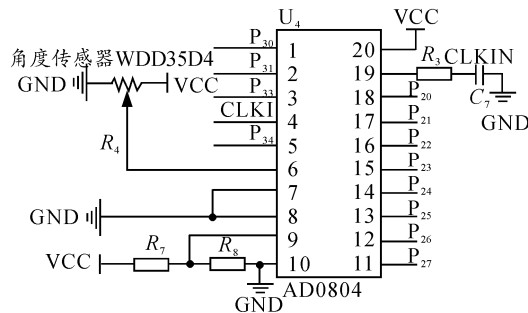 U₄
VCC
P₃₀
1
20
角度传感器WDD35D4
P₃₁
2
19
R₃
CLKIN
GND
VCC
P₃₃
3
18
P₂₀
C₇
GND
CLKI
4
17
P₂₁
R₄
P₃₄
5
16
P₂₂
6
15
P₂₃
7
14
P₂₄
GND
8
13
P₂₅
9
12
P₂₆
VCC
R₇
R₈
10
11
P₂₇
GND
AD0804